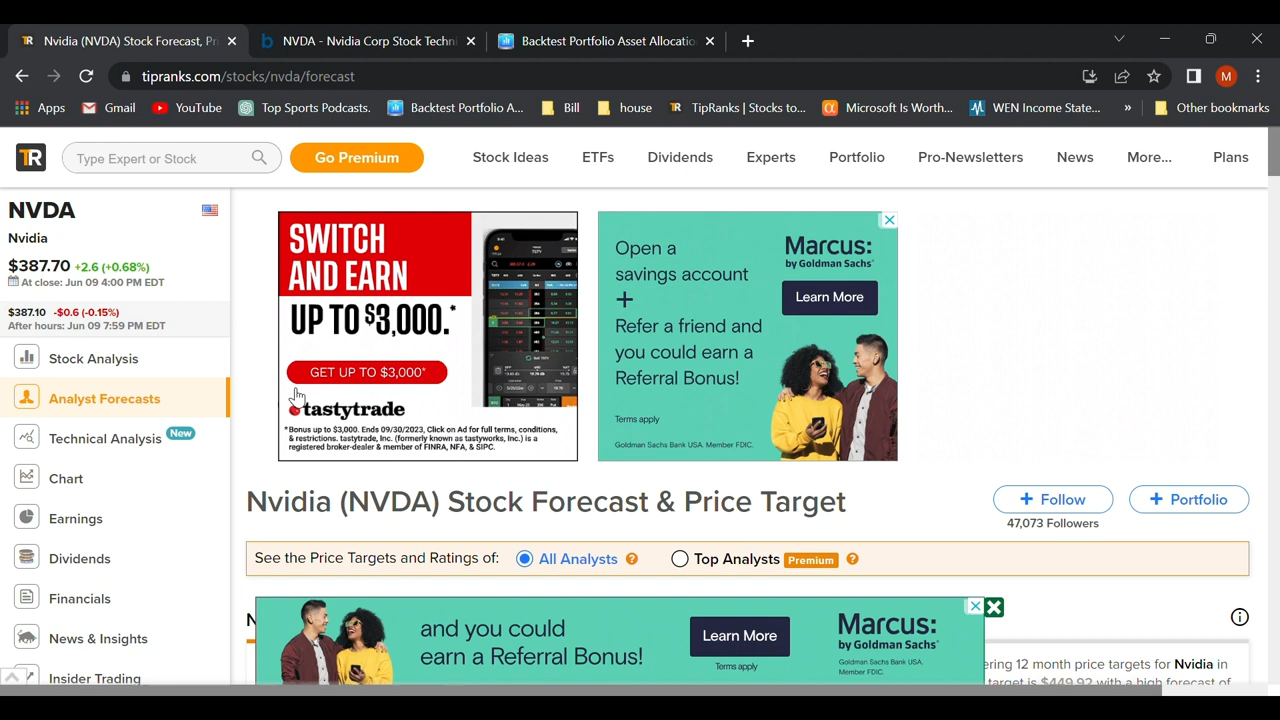 Nvidia (NVDA) Stock Forecast, Pr
NVDA - Nvidia Corp Stock Techni
Backtest Portfolio Asset Allocatio
tipranks.com/stocks/nvda/forecast
M
Apps
Gmail
YouTube
Top Sports Podcasts.
Backtest Portfolio A...
Bill
house
TipRanks | Stocks to...
Microsoft Is Worth...
WEN Income State...
»
Other bookmarks
TR
Type Expert or Stock
Go Premium
Stock Ideas
ETFs
Dividends
Experts
Portfolio
Pro-Newsletters
News
More...
Plans
NVDA
Nvidia
$387.70 +2.6 (+0.68%)
At close: Jun 09 4:00 PM EDT
$387.10 -$0.6 (-0.15%)
After hours: Jun 09 7:59 PM EDT
Stock Analysis
Analyst Forecasts
Technical Analysis New
Chart
Earnings
Dividends
Financials
News & Insights
Insider Trading
SWITCH
AND EARN
UP TO $3,000.*
GET UP TO $3,000*
tastytrade
*Bonus up to $3,000. Ends 09/30/2023, Click on Ad for full terms, conditions,
& restrictions. tastytrade, Inc. (formerly known as tastyworks, Inc.) is a
registered broker-dealer & member of FINRA, NFA, & SIPC.
Open a
savings account
+
Refer a friend and
you could earn a
Referral Bonus!
Terms apply
Goldman Sachs Bank USA. Member FDIC.
Marcus:
by Goldman Sachs®
Learn More
Nvidia (NVDA) Stock Forecast & Price Target
+ Follow
47,073 Followers
+ Portfolio
See the Price Targets and Ratings of:
All Analysts ?
Top Analysts Premium ?
and you could
earn a Referral Bonus!
Learn More
Terms apply
Marcus:
by Goldman Sachs®
Goldman Sachs Bank USA.
Member FDIC.
ering 12 month price targets for Nvidia in
target is $449.92 with a high forecast of